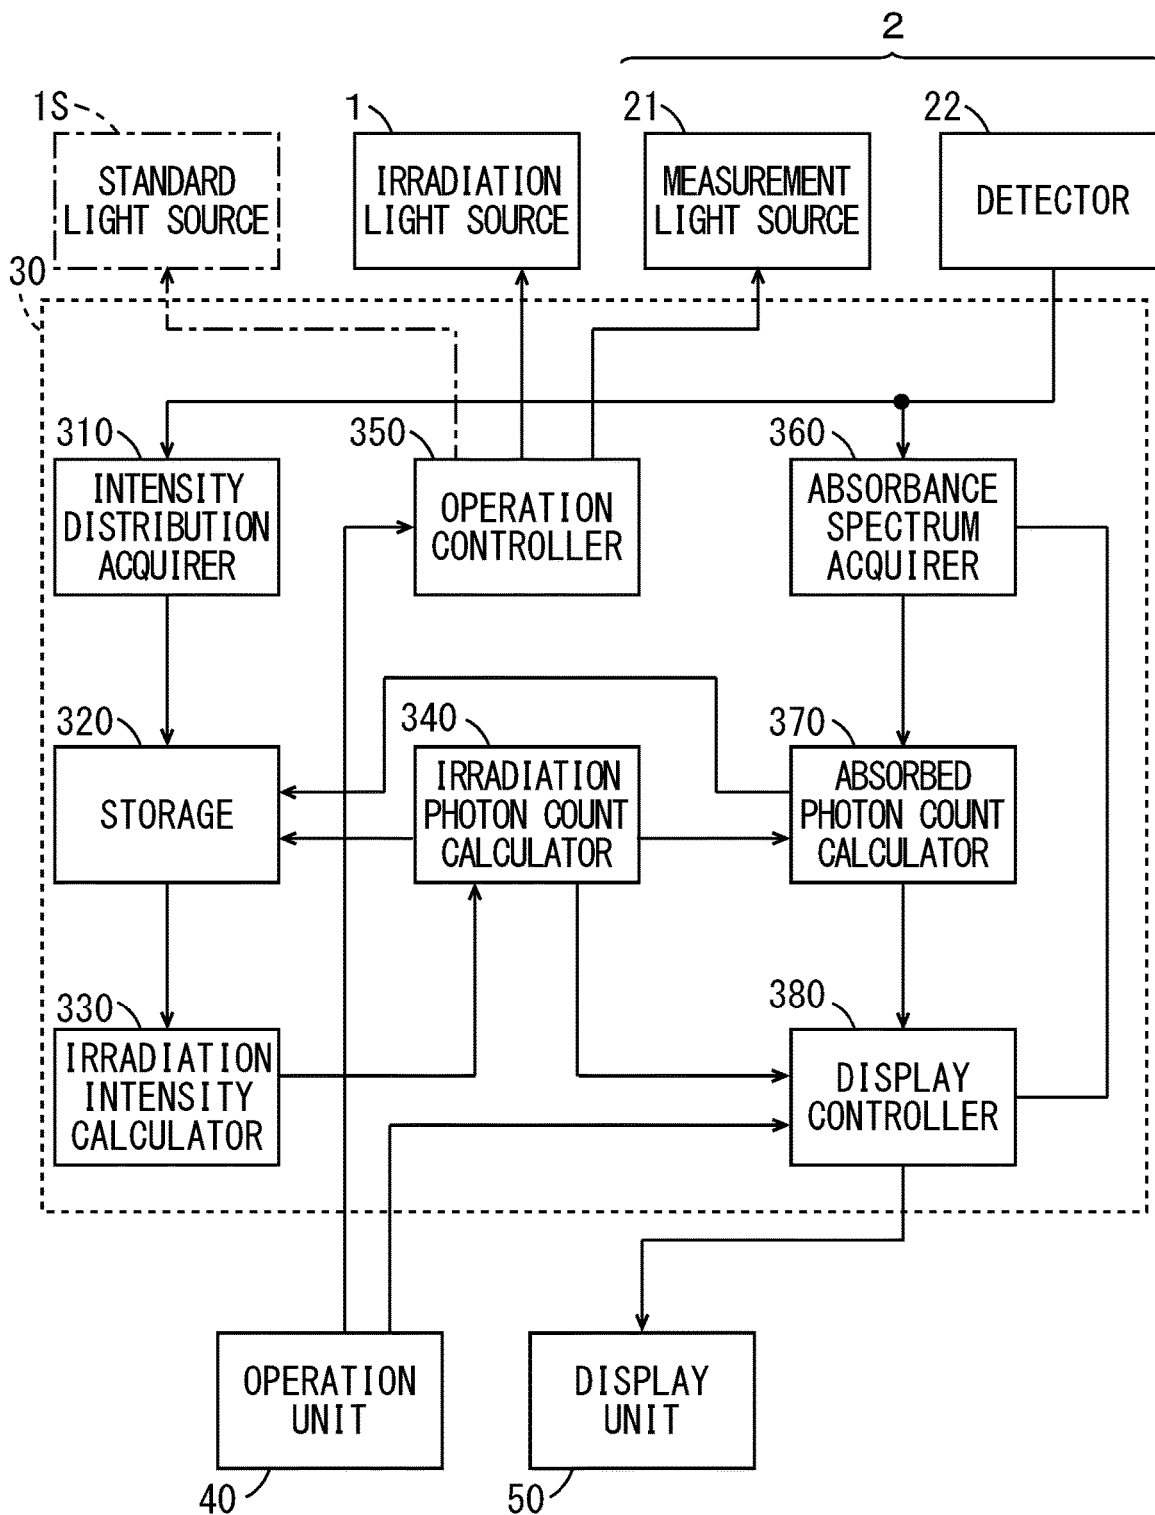 2
1S
1
21
22
STANDARD
LIGHT SOURCE
IRRADIATION
LIGHT SOURCE
MEASUREMENT
LIGHT SOURCE
DETECTOR
30
310
350
360
INTENSITY
DISTRIBUTION
ACQUIRER
OPERATION
CONTROLLER
ABSORBANCE
SPECTRUM
ACQUIRER
320
340
370
STORAGE
IRRADIATION
PHOTON COUNT
CALCULATOR
ABSORBED
PHOTON COUNT
CALCULATOR
330
380
IRRADIATION
INTENSITY
CALCULATOR
DISPLAY
CONTROLLER
OPERATION
UNIT
DISPLAY
UNIT
40
50